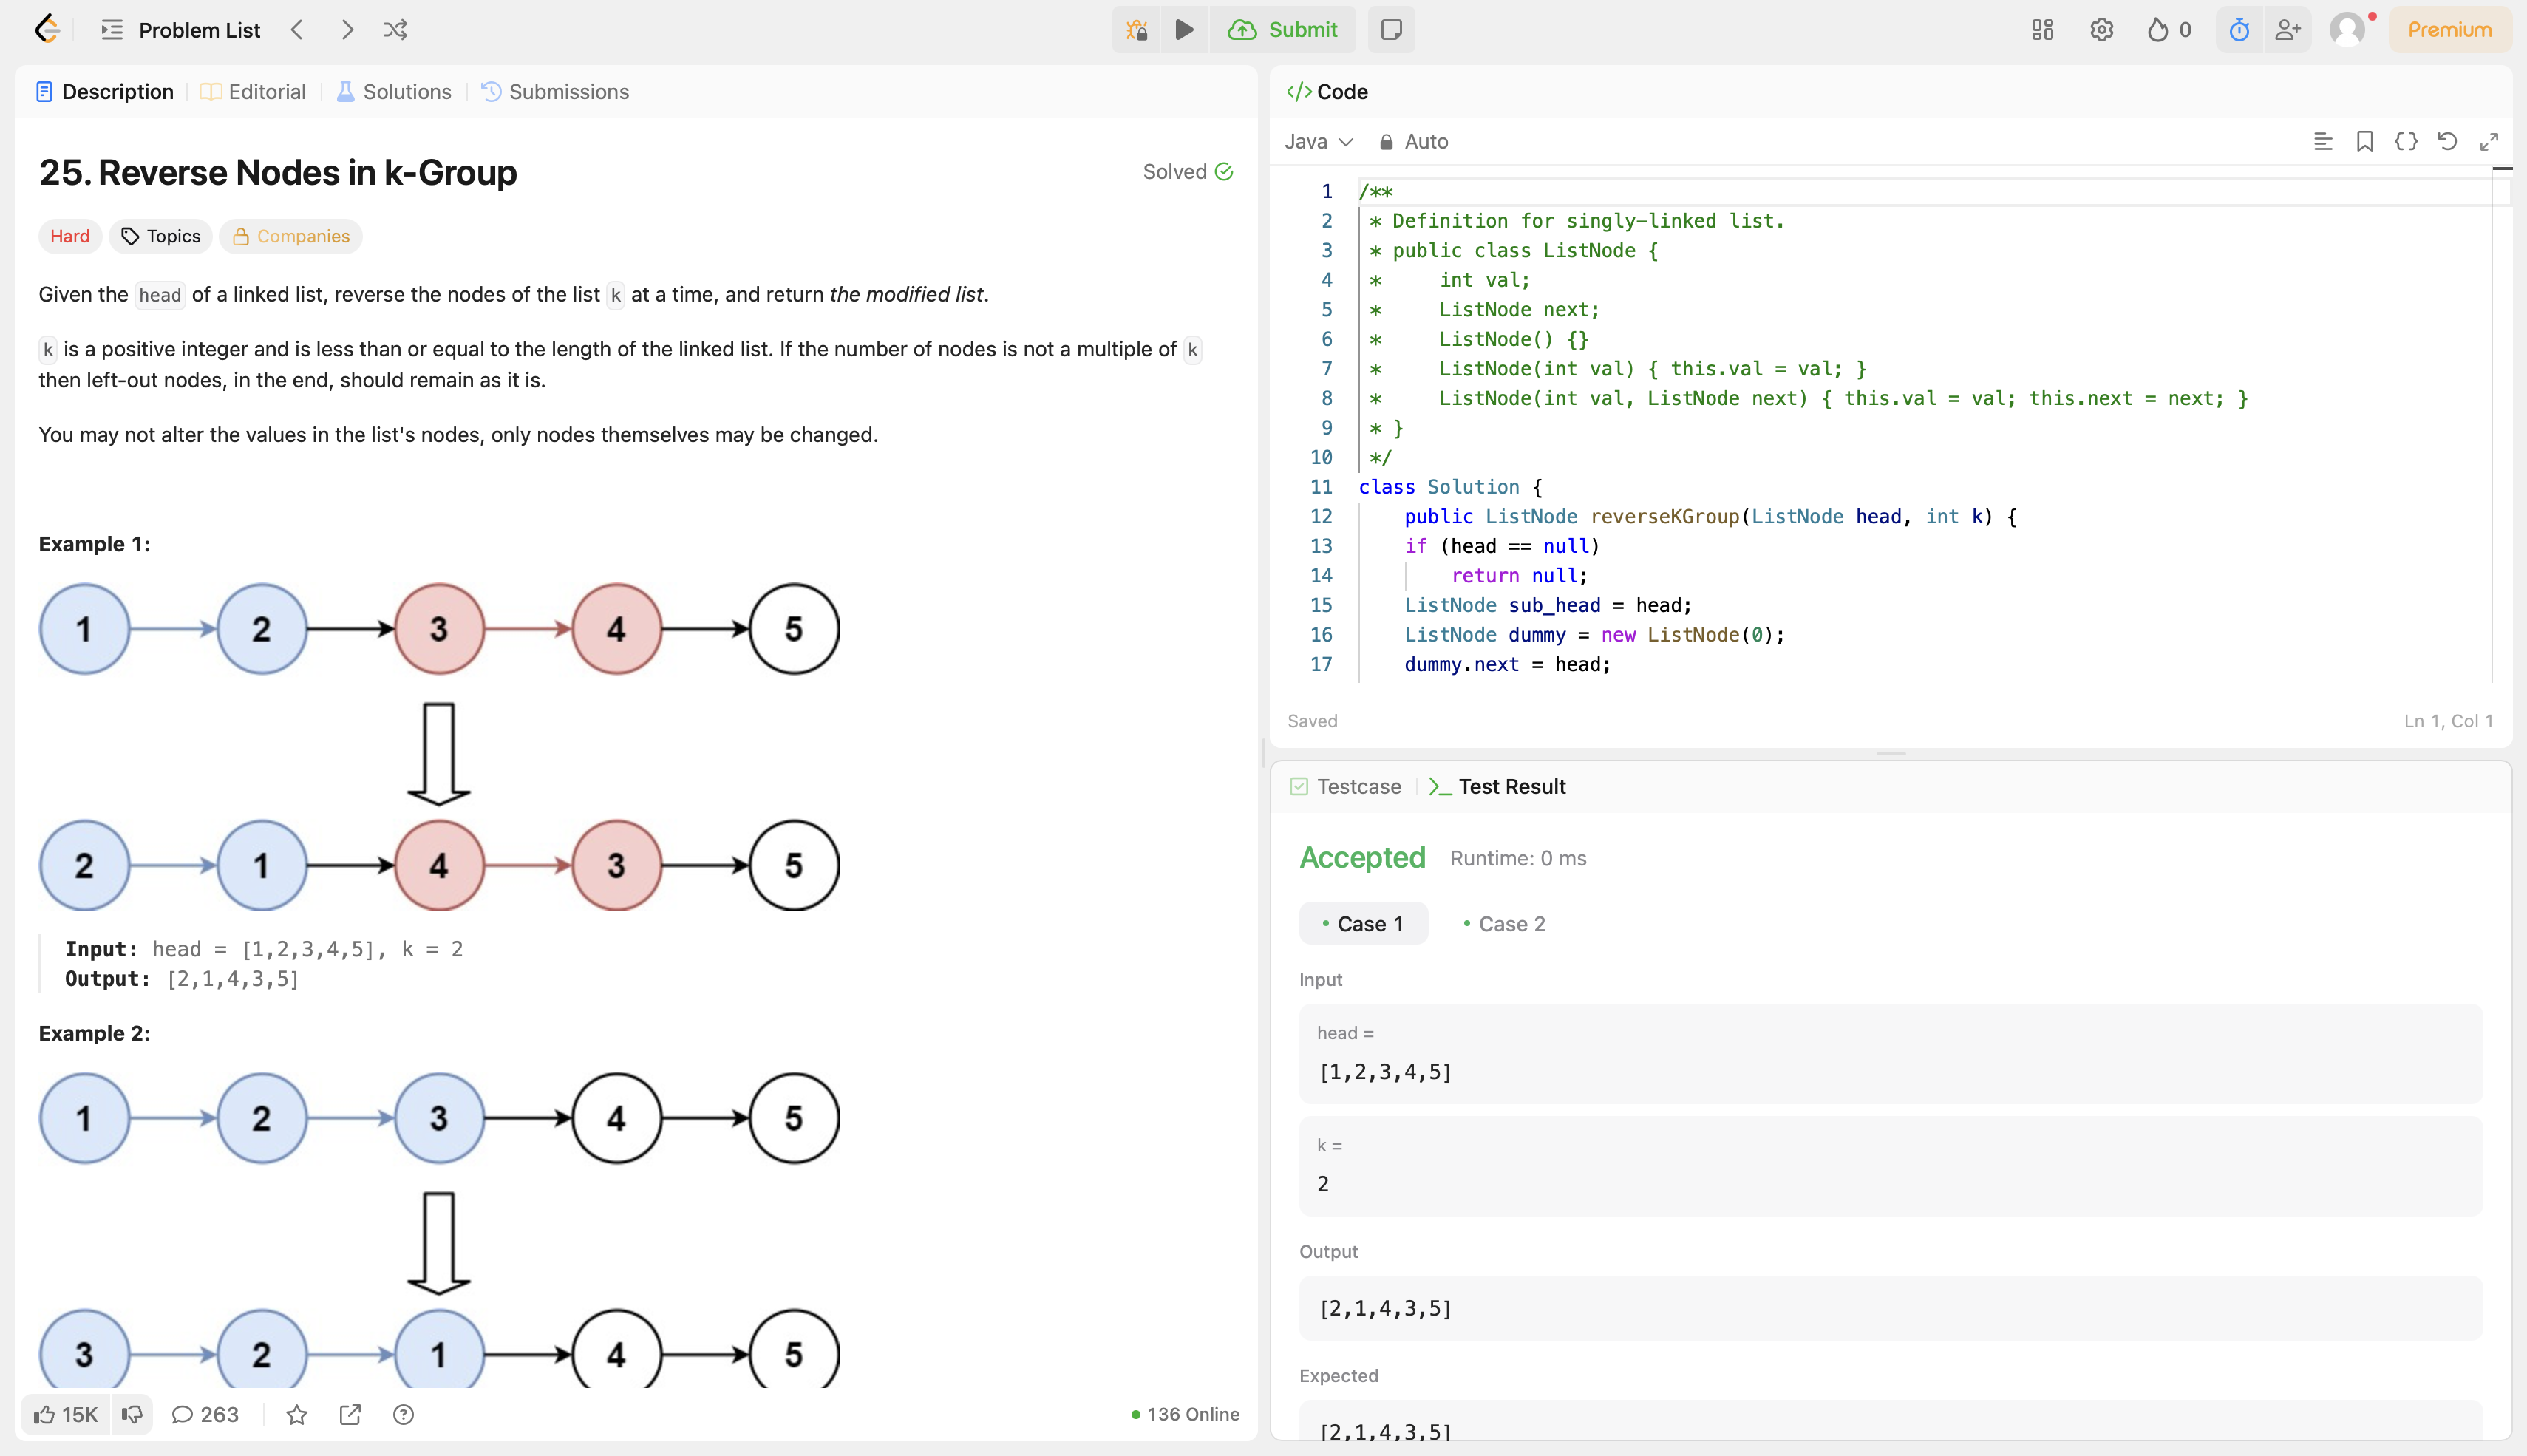 Problem List
Submit
0
Premium
Description
Editorial
Solutions
Submissions
25. Reverse Nodes in k-Group
Solved
Hard
Topics
Companies
Given the head of a linked list, reverse the nodes of the list k at a time, and return the modified list.
k is a positive integer and is less than or equal to the length of the linked list. If the number of nodes is not a multiple of k
then left-out nodes, in the end, should remain as it is.
You may not alter the values in the list's nodes, only nodes themselves may be changed.
Example 1:
1 2 3 4 5
2 1 4 3 5
Input: head = [1,2,3,4,5], k = 2
Output: [2,1,4,3,5]
Example 2:
1 2 3 4 5
3 2 1 4 5
15K
263
136 Online
</> Code
Java
Auto
1 /**
2 * Definition for singly-linked list.
3 * public class ListNode {
4 *     int val;
5 *     ListNode next;
6 *     ListNode() {}
7 *     ListNode(int val) { this.val = val; }
8 *     ListNode(int val, ListNode next) { this.val = val; this.next = next; }
9 * }
10 */
11 class Solution {
12     public ListNode reverseKGroup(ListNode head, int k) {
13     if (head == null)
14         return null;
15     ListNode sub_head = head;
16     ListNode dummy = new ListNode(0);
17     dummy.next = head;
Saved
Ln 1, Col 1
Testcase
Test Result
Accepted
Runtime: 0 ms
Case 1
Case 2
Input
head =
[1,2,3,4,5]
k =
2
Output
[2,1,4,3,5]
Expected
[2,1,4,3,5]